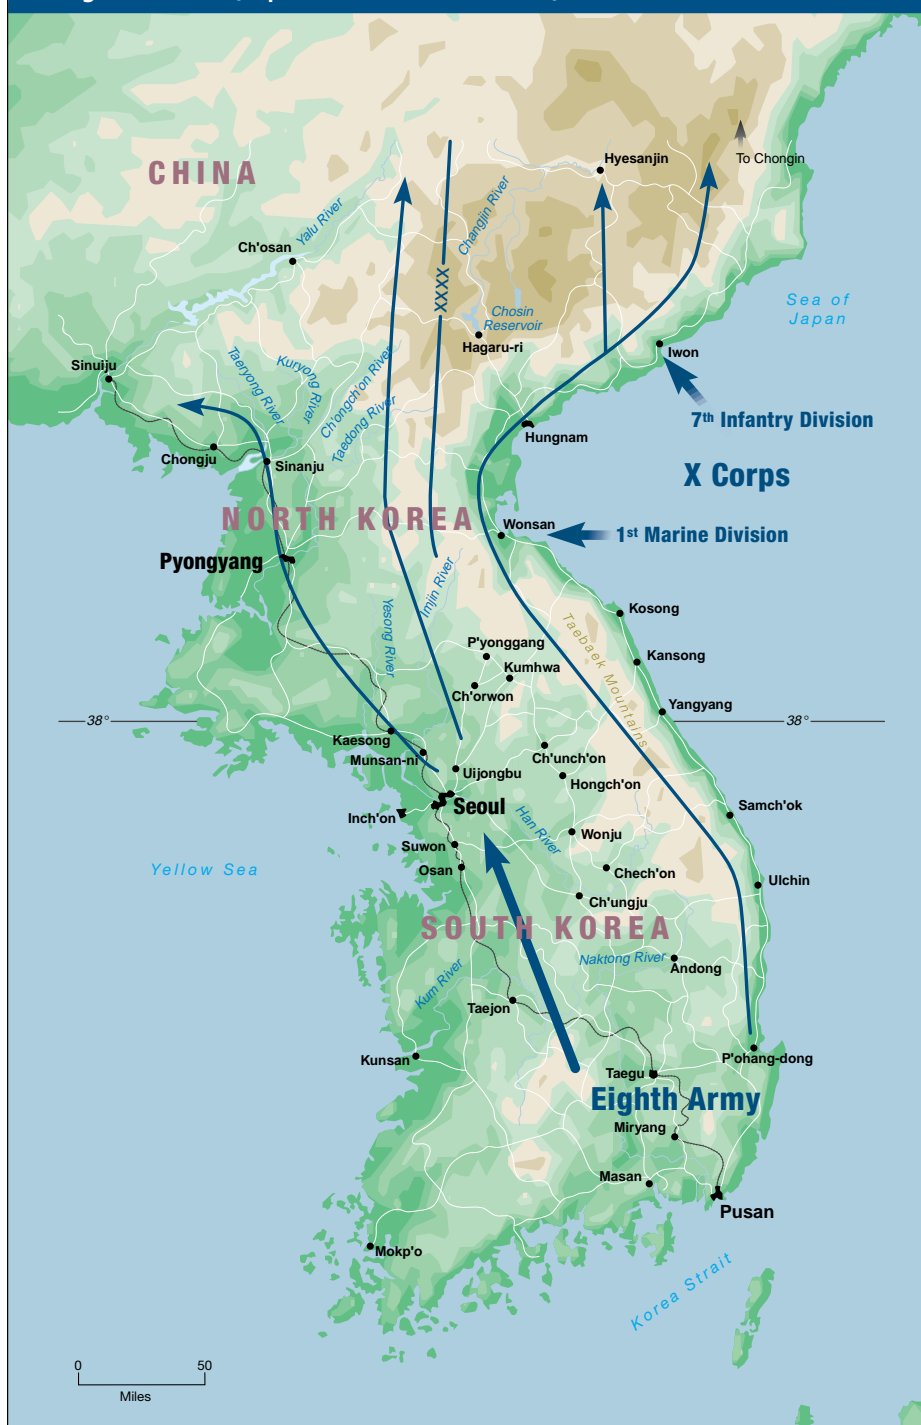 CHINA
Hyesanjin
To Chongin
Yalu River
Changjin River
Ch'osan
XXXX
Sea of
Japan
Chosin
Reservoir
Hagaru-ri
Iwon
Sinuiju
Taeryong River
Kuryong
River
Ch'ongch'on River
Taedong River
7th Infantry Division
Hungnam
Chongju
Sinanju
X Corps
NORTH KOREA
Wonsan
1st Marine Division
Pyongyang
Imjin River
Yesong River
Kosong
Taebaek Mountains
P'yonggang
Kumhwa
Kansong
Ch'orwon
Yangyang
38°
38°
Kaesong
Munsan-ni
Ch'unch'on
Uijongbu
Hongch'on
Seoul
Samch'ok
Inch'on
Han River
Wonju
Suwon
Yellow Sea
Osan
Chech'on
Ulchin
Ch'ungju
SOUTH KOREA
Naktong River
Andong
Kum River
Taejon
Kunsan
P'ohang-dong
Taegu
Eighth Army
Miryang
Masan
Pusan
Mokp'o
Korea Strait
0
50
Miles